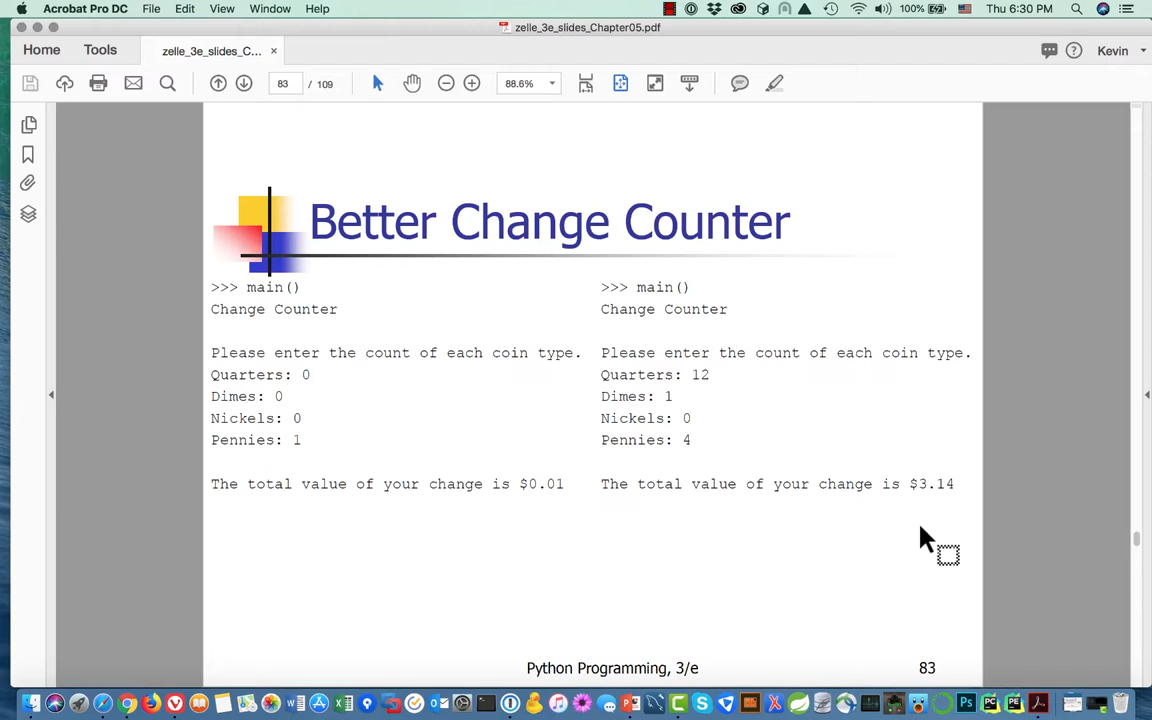 Acrobat Pro DC File Edit View Window Help 100% Thu 6:30 PM
zelle_3e_slides_Chapter05.pdf
Home Tools zelle_3e_slides_C... × Kevin
83 / 109 88.6%
Better Change Counter
>>> main()
Change Counter
Please enter the count of each coin type.
Quarters: 0
Dimes: 0
Nickels: 0
Pennies: 1
The total value of your change is $0.01
>>> main()
Change Counter
Please enter the count of each coin type.
Quarters: 12
Dimes: 1
Nickels: 0
Pennies: 4
The total value of your change is $3.14
Python Programming, 3/e 83